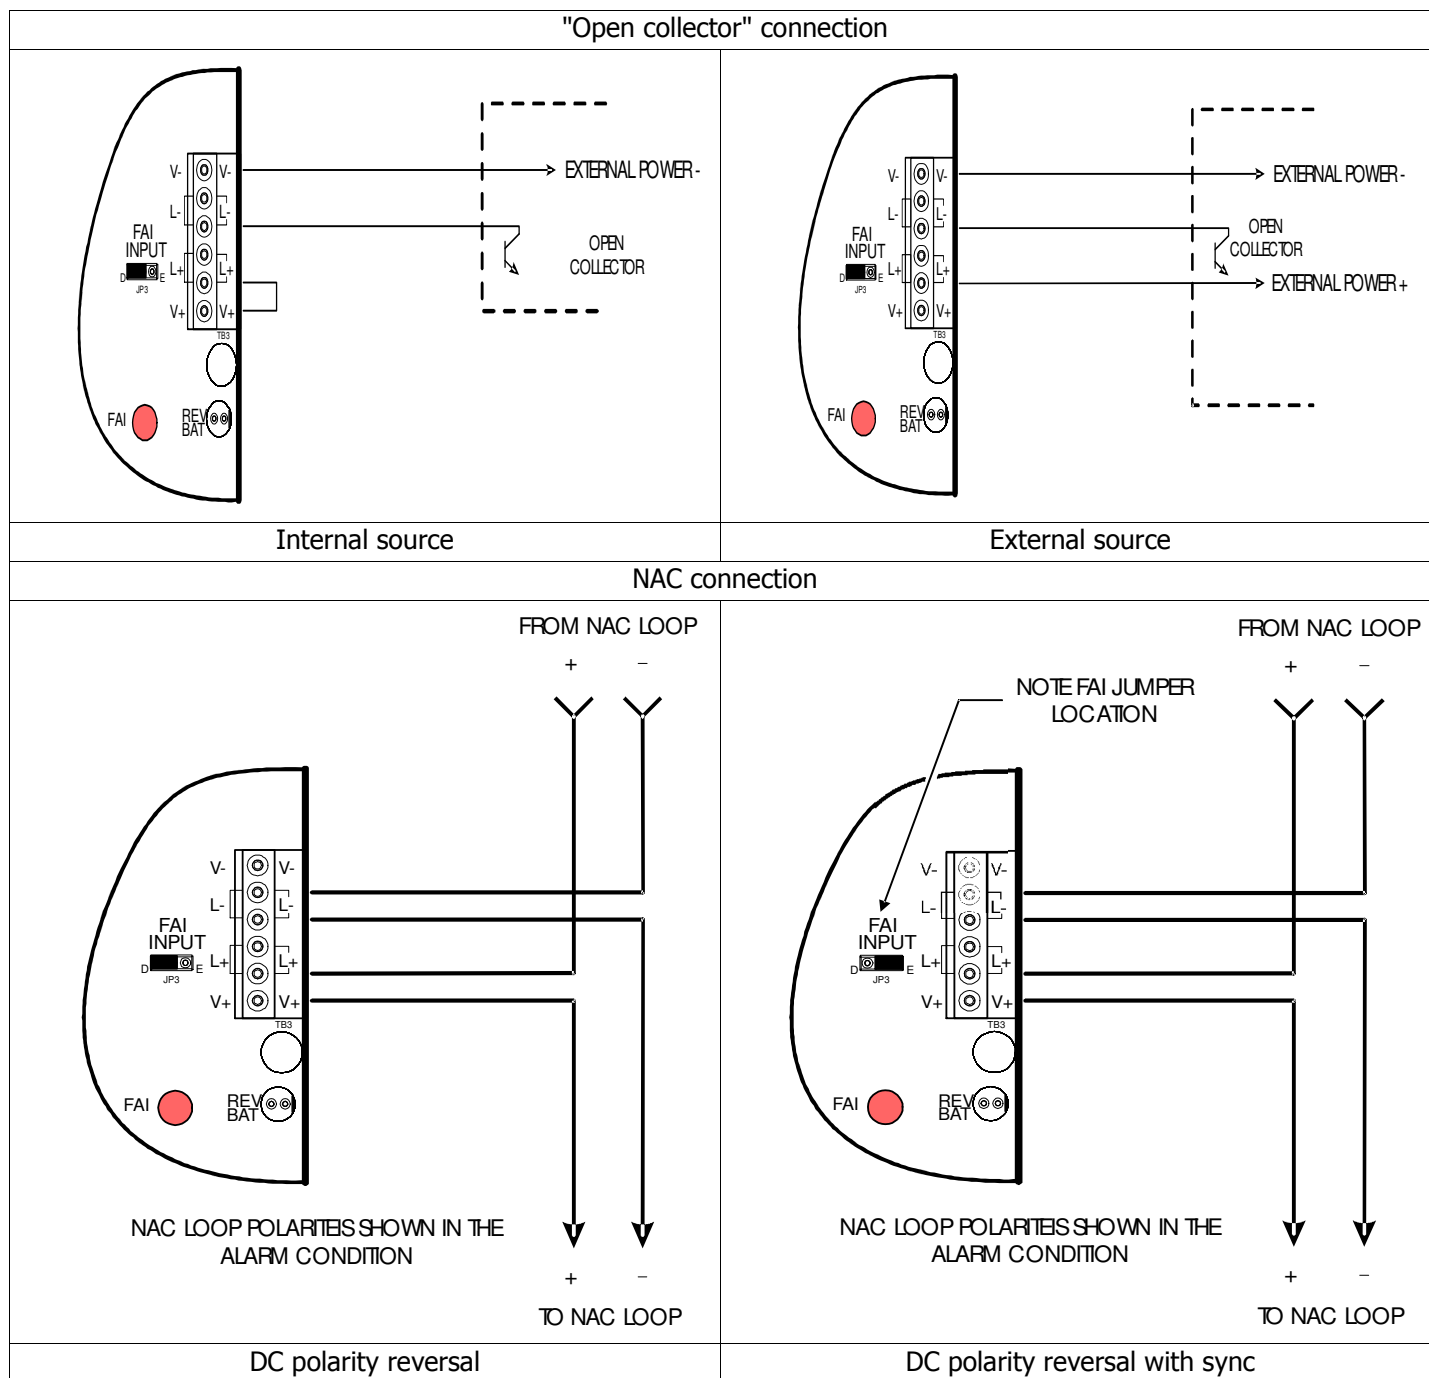 "Open collector" connection
V- V-
L- L-
FAI
INPUT
D E
JP3
L+ L+
V+ V+
TB3
FAI
REV
BAT
EXTERNAL POWER -
OPEN
COLLECTOR
V- V-
L- L-
FAI
INPUT
D E
JP3
L+ L+
V+ V+
TB3
FAI
REV
BAT
EXTERNAL POWER -
OPEN
COLLECTOR
EXTERNAL POWER +
Internal source
External source
NAC connection
FROM NAC LOOP
+ –
V- V-
L- L-
FAI
INPUT
D E
JP3
L+ L+
V+ V+
TB3
FAI
REV
BAT
NAC LOOP POLARITEIS SHOWN IN THE
ALARM CONDITION
+ –
TO NAC LOOP
FROM NAC LOOP
+ –
NOTE FAI JUMPER
LOCATION
V- V-
L- L-
FAI
INPUT
D E
JP3
L+ L+
V+ V+
TB3
FAI
REV
BAT
NAC LOOP POLARITEIS SHOWN IN THE
ALARM CONDITION
+ –
TO NAC LOOP
DC polarity reversal
DC polarity reversal with sync